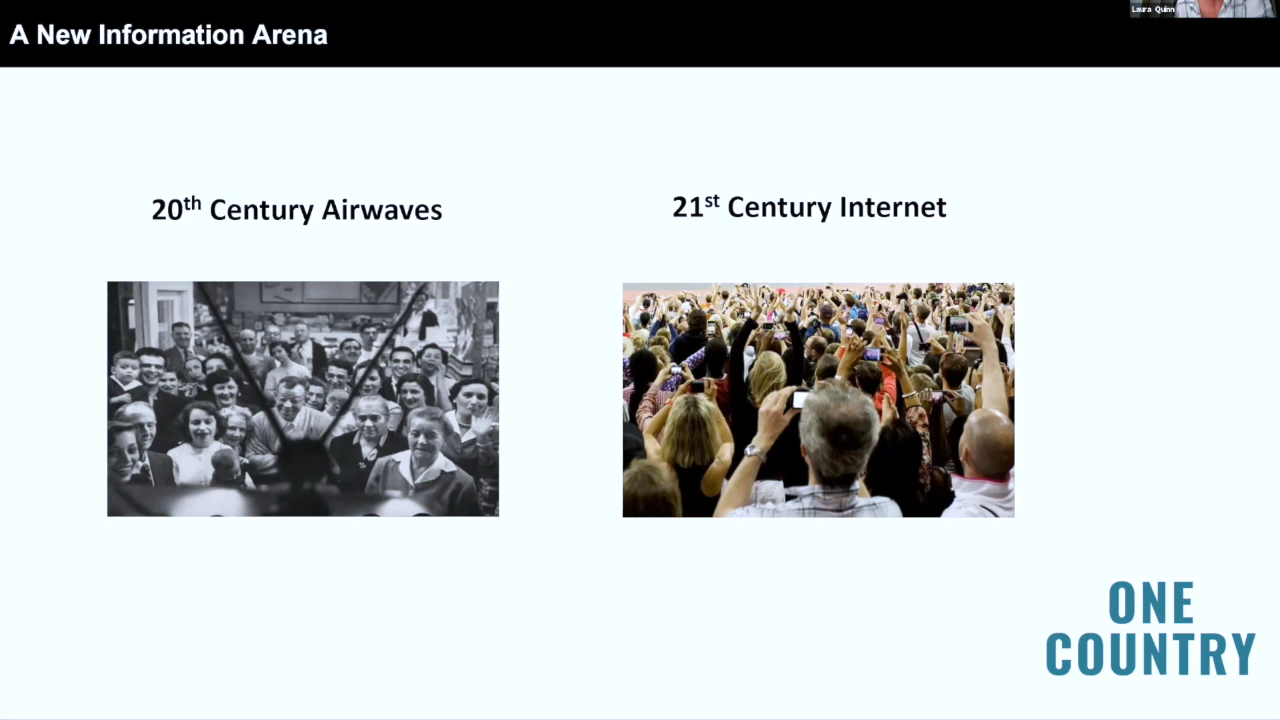 Laura Quinn
A New Information Arena
20th Century Airwaves
21st Century Internet
ONE
COUNTRY